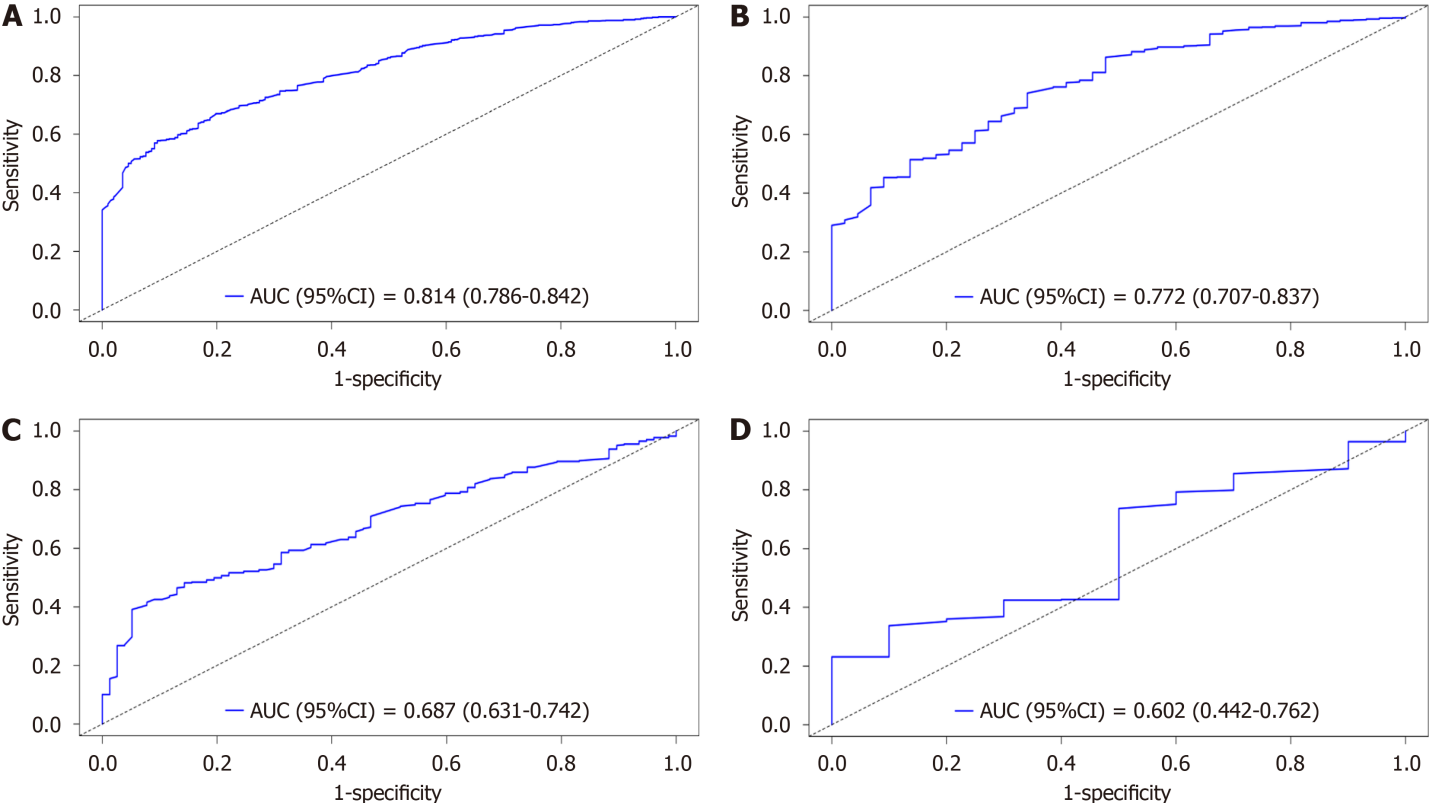 A
1.0
0.8
0.6
0.4
0.2
0.0
Sensitivity
AUC (95%CI) = 0.814 (0.786-0.842)
0.0 0.2 0.4 0.6 0.8 1.0
1-specificity
B
1.0
0.8
0.6
0.4
0.2
0.0
Sensitivity
AUC (95%CI) = 0.772 (0.707-0.837)
0.0 0.2 0.4 0.6 0.8 1.0
1-specificity
C
1.0
0.8
0.6
0.4
0.2
0.0
Sensitivity
AUC (95%CI) = 0.687 (0.631-0.742)
0.0 0.2 0.4 0.6 0.8 1.0
1-specificity
D
1.0
0.8
0.6
0.4
0.2
0.0
Sensitivity
AUC (95%CI) = 0.602 (0.442-0.762)
0.0 0.2 0.4 0.6 0.8 1.0
1-specificity